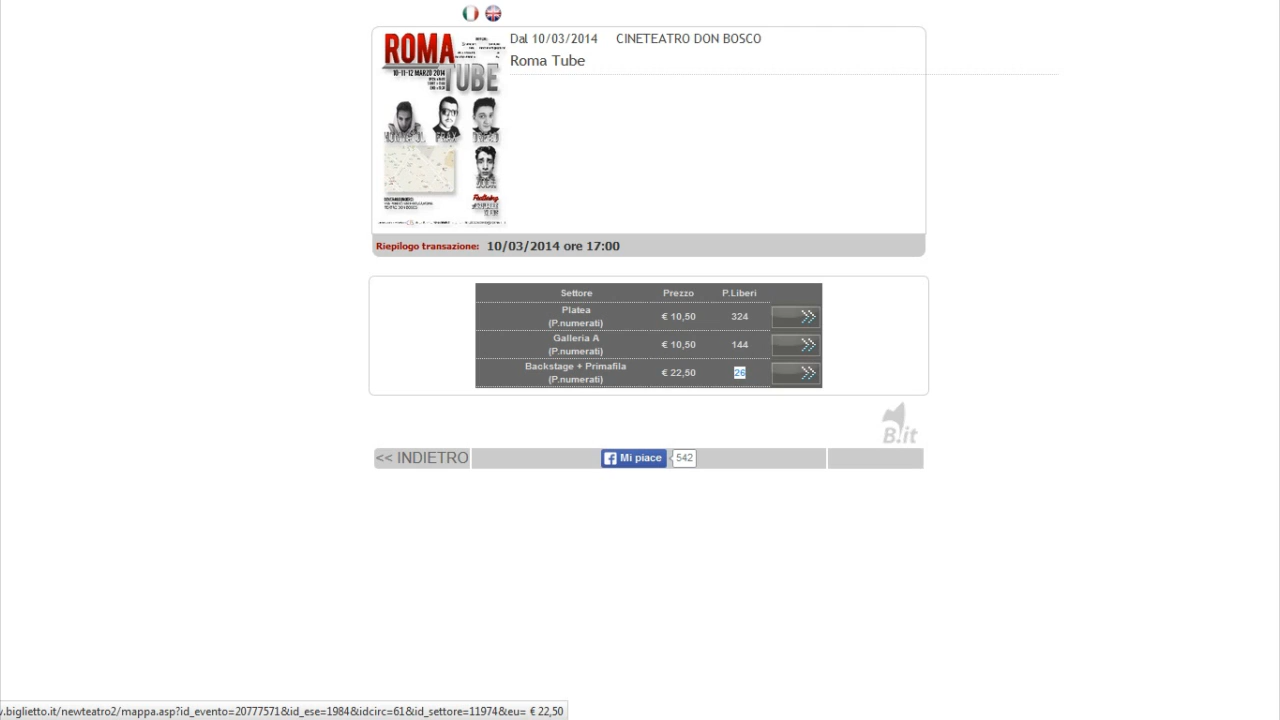 Dal 10/03/2014 CINETEATRO DON BOSCO
Roma Tube
ROMA
TUBE
10-11-12 MARZO 2014
Riepilogo transazione: 10/03/2014 ore 17:00
Settore Prezzo P.Liberi
Platea
(P.numerati) € 10,50 324
Galleria A
(P.numerati) € 10,50 144
Backstage + Primafila
(P.numerati) € 22,50 26
B.it
<< INDIETRO Mi piace 542
.biglietto.it/newteatro2/mappa.asp?id_evento=20777571&id_ese=1984&idcirc=61&id_settore=11974&eu= € 22,50